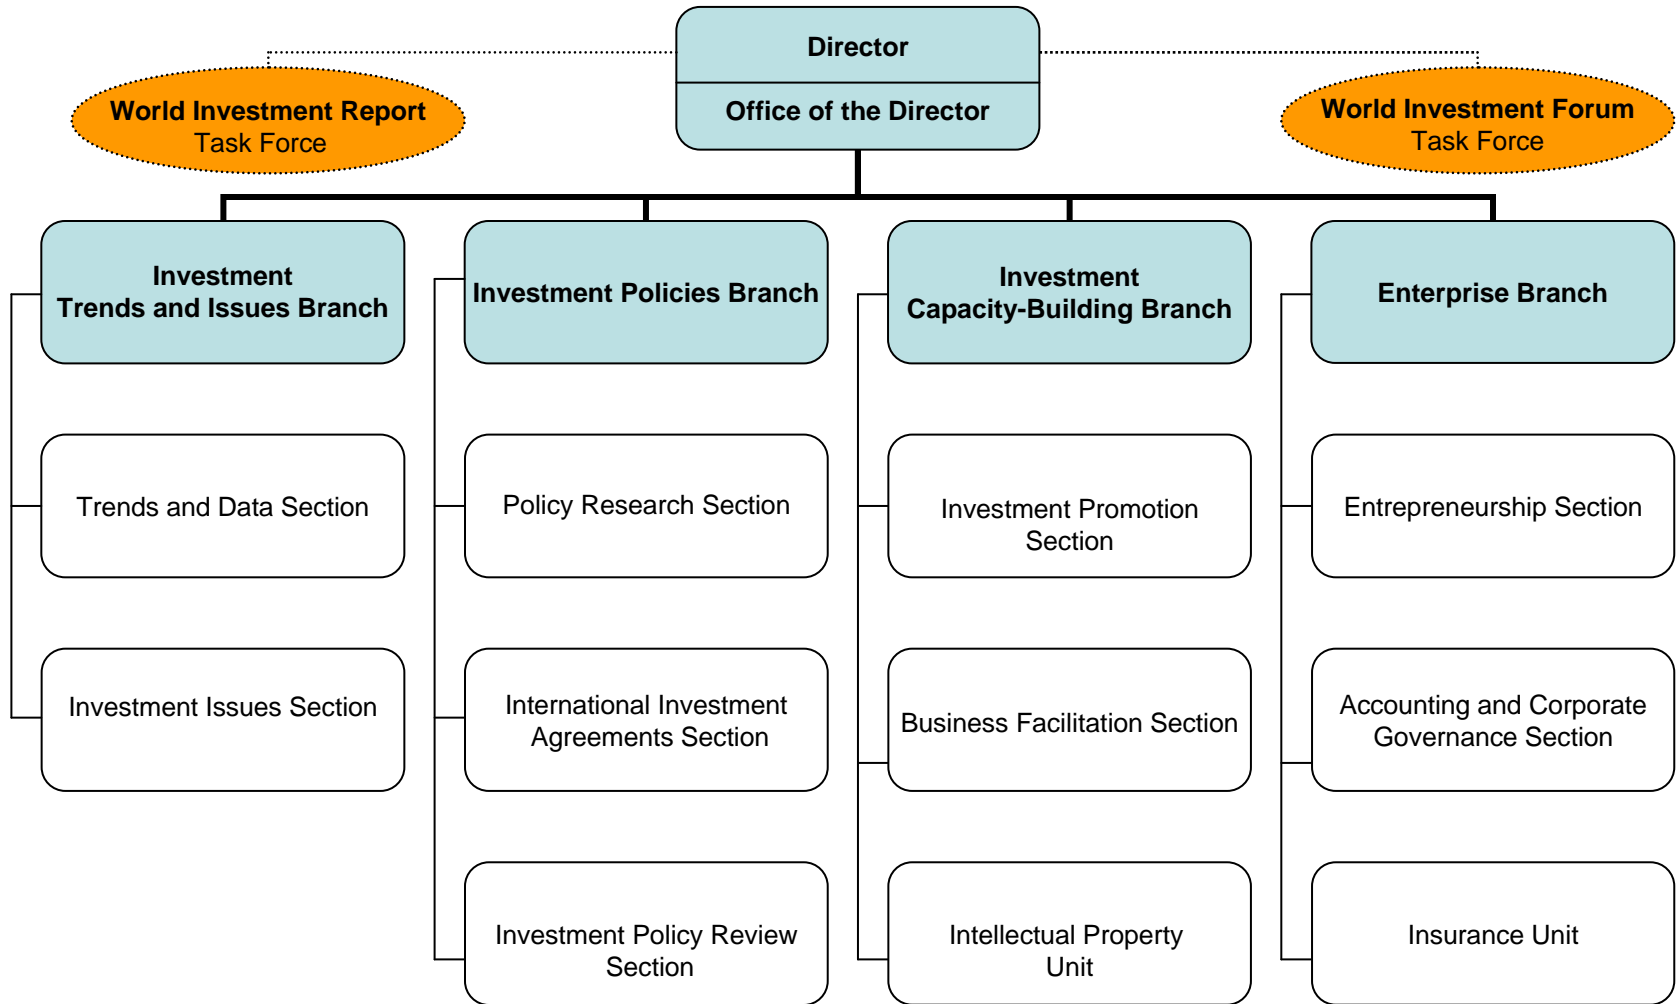 Director
Office of the Director
World Investment Report
Task Force
World Investment Forum
Task Force
Investment
Trends and Issues Branch
Investment Policies Branch
Investment
Capacity-Building Branch
Enterprise Branch
Trends and Data Section
Policy Research Section
Investment Promotion
Section
Entrepreneurship Section
Investment Issues Section
International Investment
Agreements Section
Business Facilitation Section
Accounting and Corporate
Governance Section
Investment Policy Review
Section
Intellectual Property
Unit
Insurance Unit